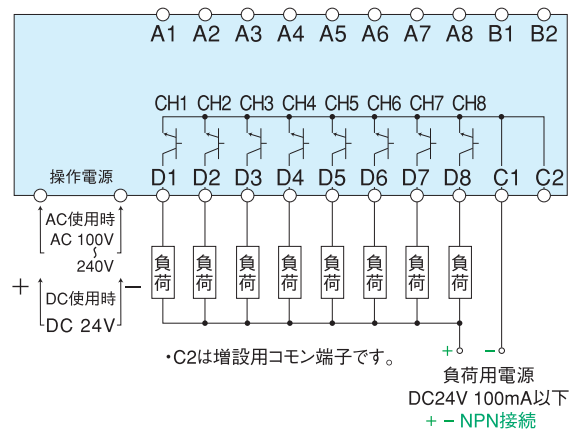 A1 A2 A3 A4 A5 A6 A7 A8 B1 B2
CH1 CH2 CH3 CH4 CH5 CH6 CH7 CH8
操作電源 D1 D2 D3 D4 D5 D6 D7 D8 C1 C2
AC使用時
AC 100V
〜
240V
+ DC使用時 −
DC 24V
負荷 負荷 負荷 負荷 負荷 負荷 負荷 負荷
・C2は増設用コモン端子です。
+ −
負荷用電源
DC24V 100mA以下
+ − NPN接続